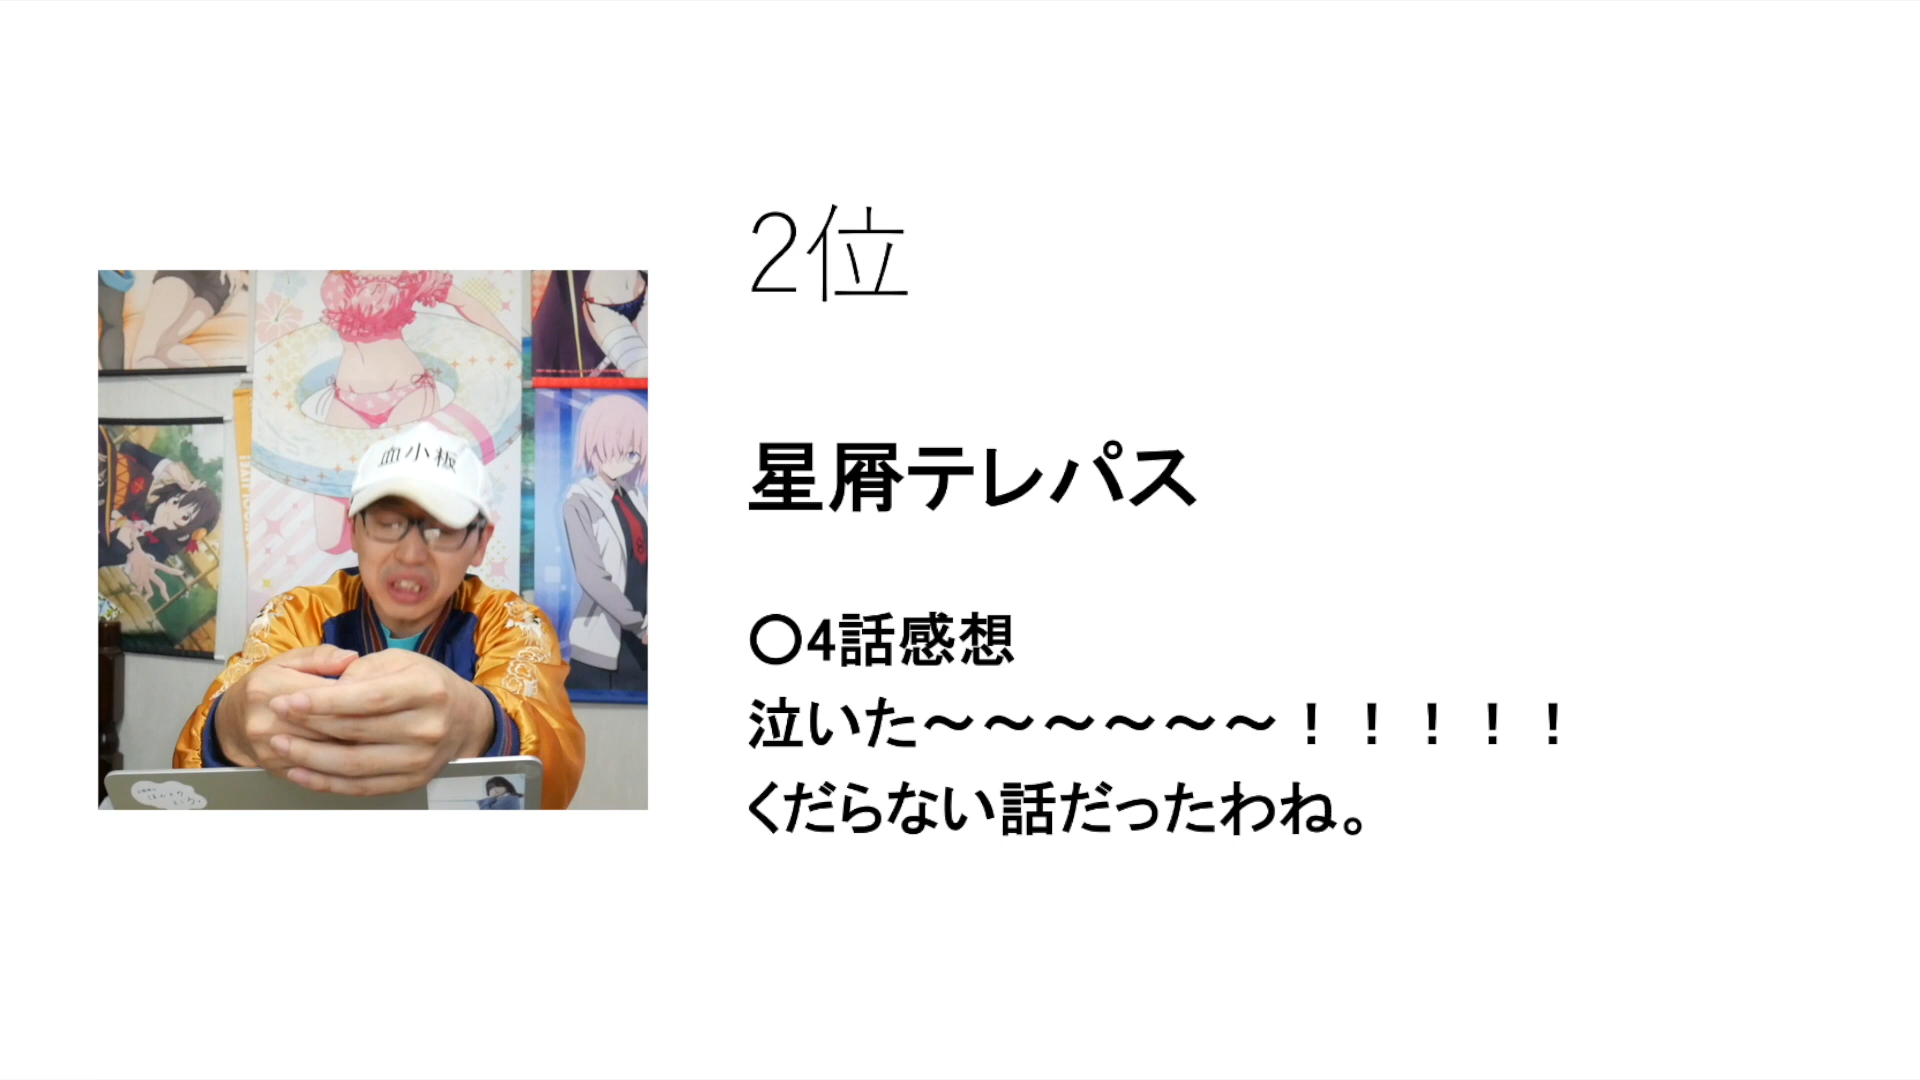 2位
星屑テレパス
〇4話感想
泣いた～～～～～～！！！！！
くだらない話だったわね。
血小板